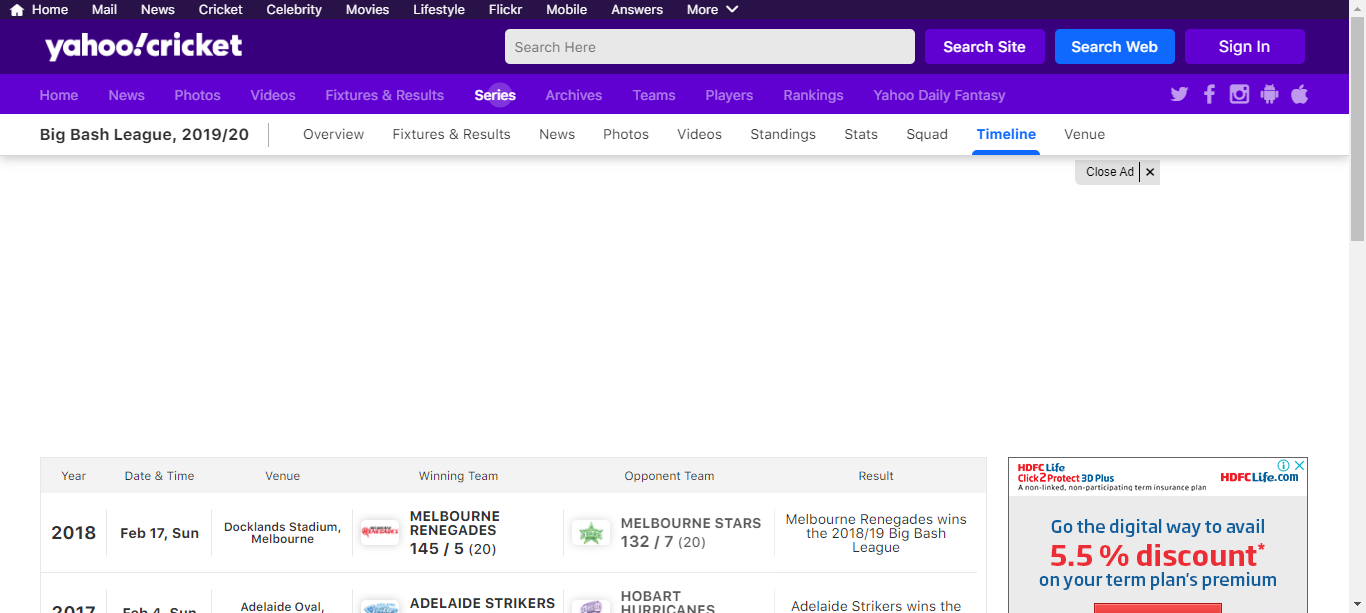 Home Mail News Cricket Celebrity Movies Lifestyle Flickr Mobile Answers More
yahoo!cricket
Search Here
Search Site
Search Web
Sign In
Home News Photos Videos Fixtures & Results Series Archives Teams Players Rankings Yahoo Daily Fantasy
Big Bash League, 2019/20
Overview Fixtures & Results News Photos Videos Standings Stats Squad Timeline Venue
Close Ad
Year Date & Time Venue Winning Team Opponent Team Result
2018
Feb 17, Sun
Docklands Stadium,
Melbourne
RENEGADES
MELBOURNE
RENEGADES
145 / 5 (20)
MELBOURNE STARS
132 / 7 (20)
Melbourne Renegades wins
the 2018/19 Big Bash
League
2017
Feb 4, Sun
Adelaide Oval,
ADELAIDE STRIKERS
HOBART
HURRICANES
Adelaide Strikers wins the
HDFC Life
Click2Protect 3D Plus
A non-linked, non-participating term insurance plan
HDFCLife.com
Go the digital way to avail
5.5 % discount*
on your term plan's premium